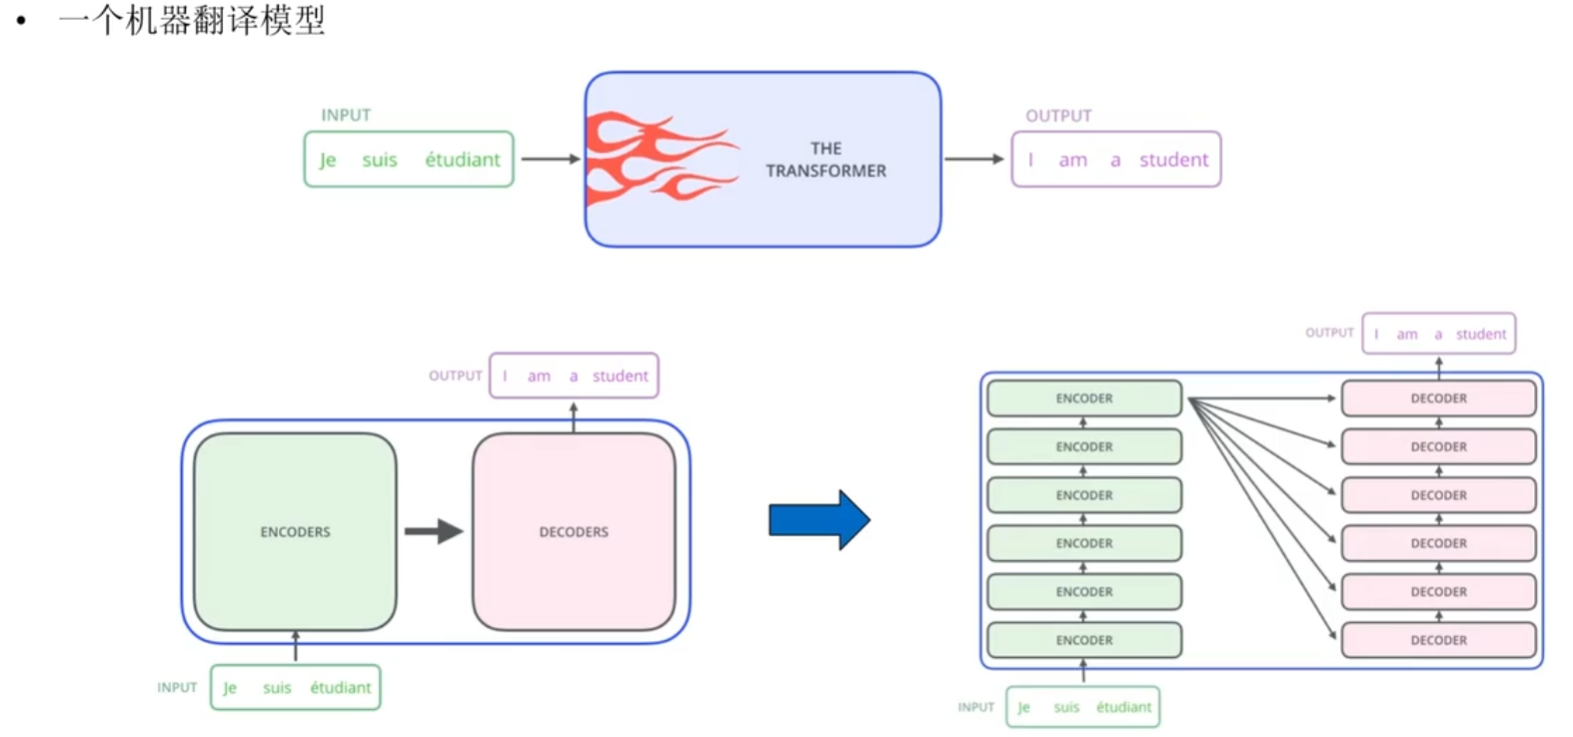 • 一个机器翻译模型
INPUT
Je suis étudiant
THE
TRANSFORMER
OUTPUT
I am a student
OUTPUT I am a student
ENCODERS
DECODERS
INPUT Je suis étudiant
OUTPUT I am a student
ENCODER
ENCODER
ENCODER
ENCODER
ENCODER
ENCODER
DECODER
DECODER
DECODER
DECODER
DECODER
DECODER
INPUT Je suis étudiant